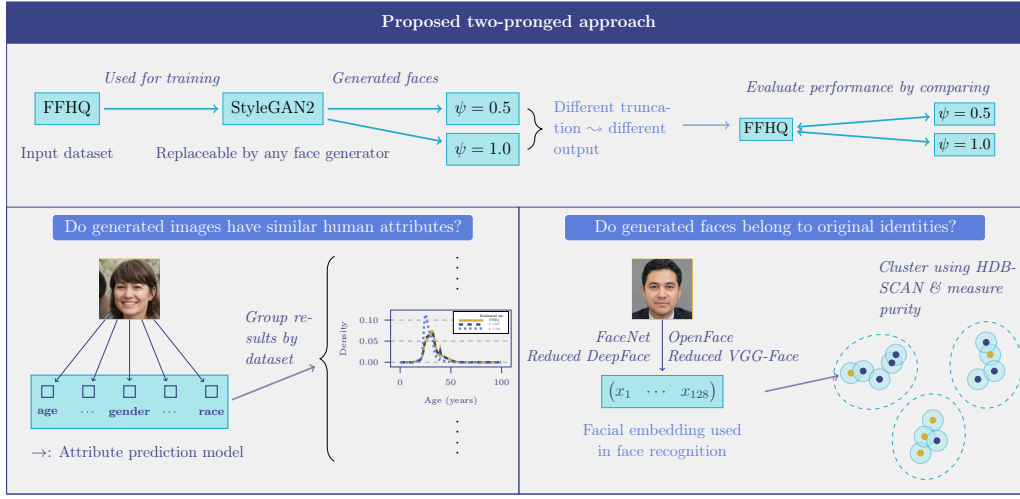 Proposed two-pronged approach
Used for training
Generated faces
Evaluate performance by comparing
FFHQ
StyleGAN2
ψ = 0.5
ψ = 1.0
Input dataset
Replaceable by any face generator
Different trunca-
tion ⤳ different
output
FFHQ
ψ = 0.5
ψ = 1.0
Do generated images have similar human attributes?
Group re-
sults by
dataset
age
...
gender
...
race
→: Attribute prediction model
Density
0.10
0.05
0.00
0
50
100
Age (years)
FFHQ
Do generated faces belong to original identities?
Cluster using HDB-
SCAN & measure
purity
FaceNet
OpenFace
Reduced DeepFace
Reduced VGG-Face
(x₁ ⋯ x₁₂₈)
Facial embedding used
in face recognition